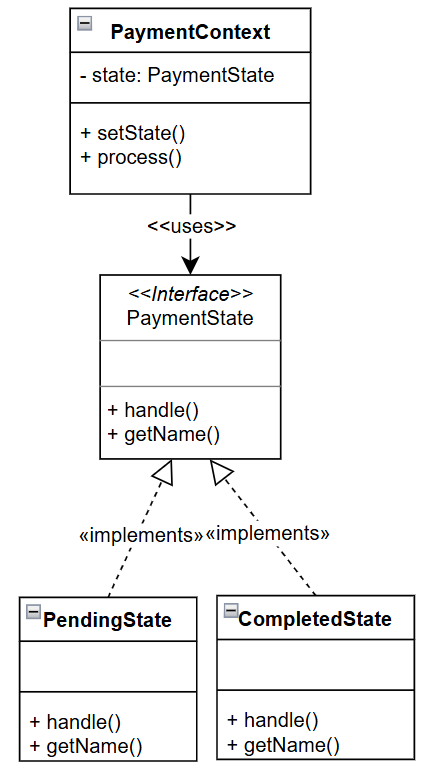 PaymentContext
- state: PaymentState
+ setState()
+ process()
<<uses>>
<<Interface>>
PaymentState
+ handle()
+ getName()
«implements»
«implements»
PendingState
+ handle()
+ getName()
CompletedState
+ handle()
+ getName()